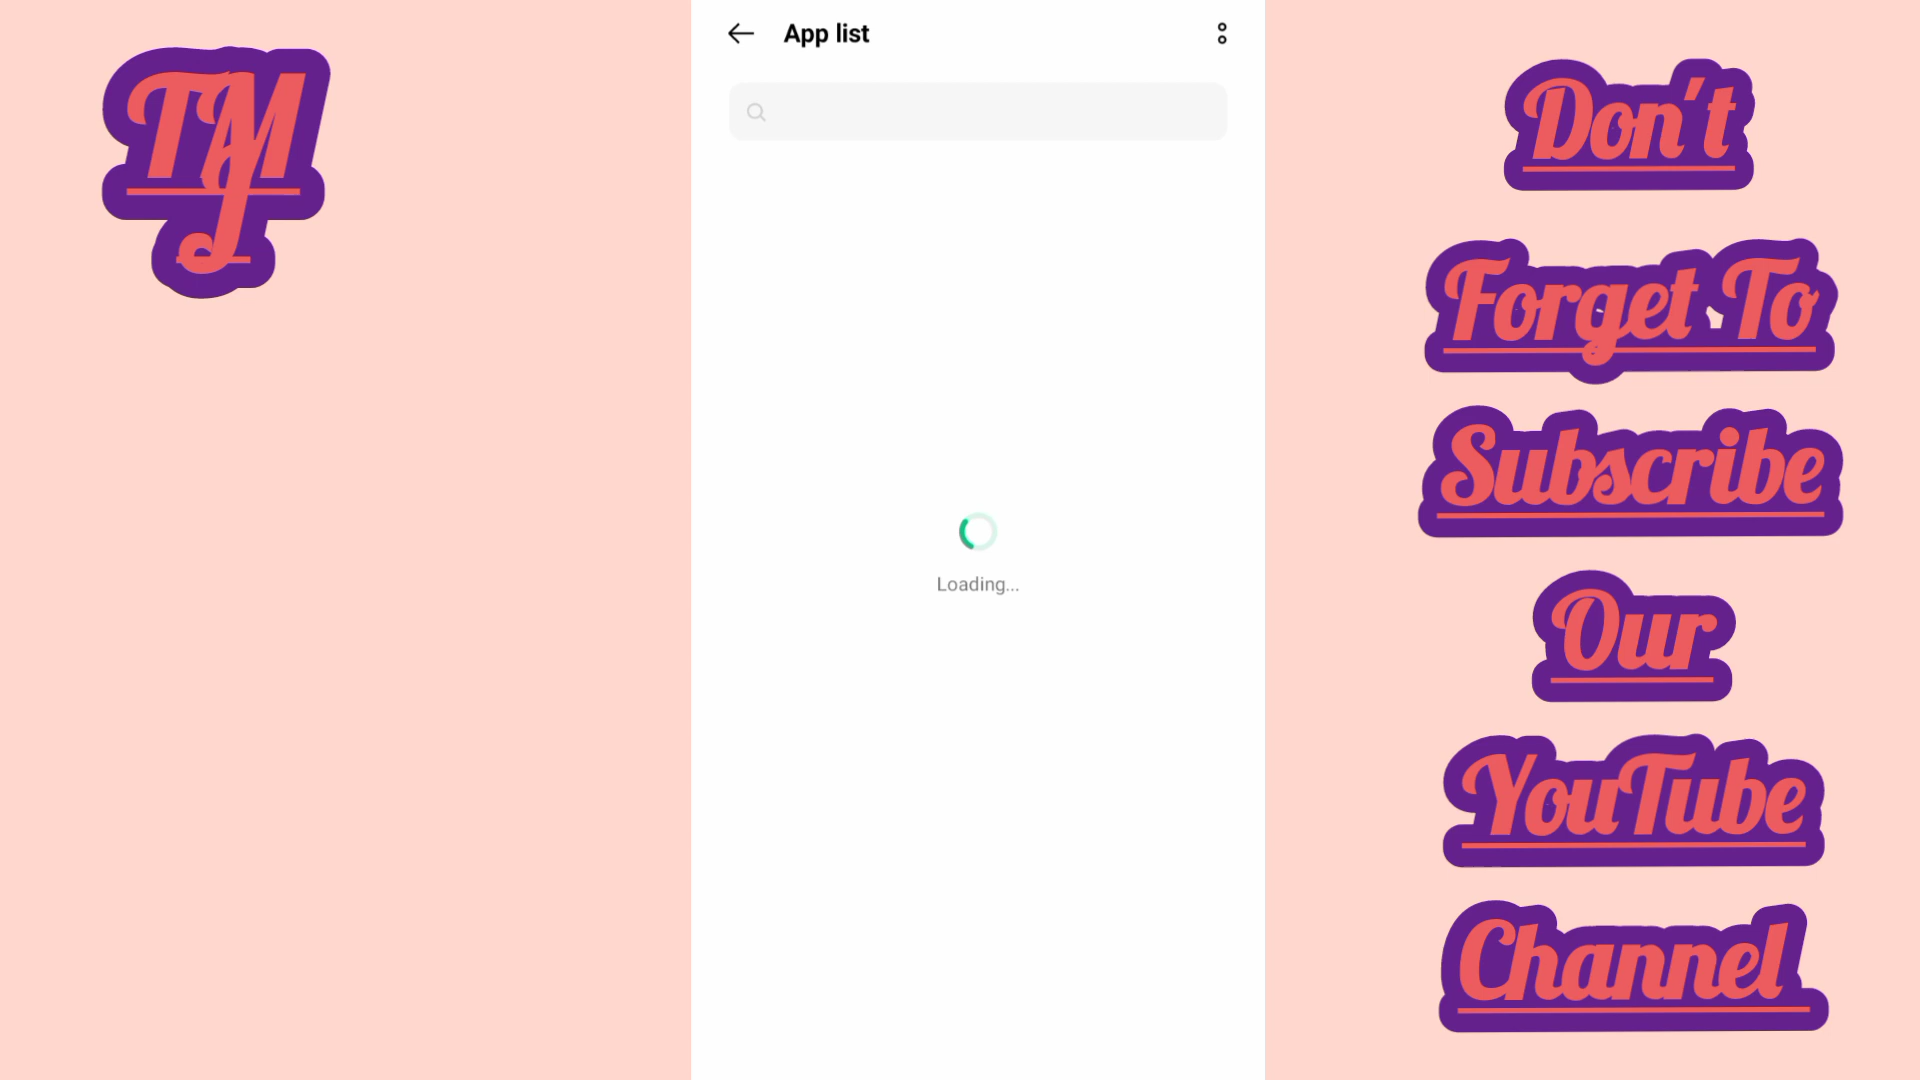 TM
J
App list
Loading...
Don't
Forget To
Subscribe
Our
YouTube
Channel